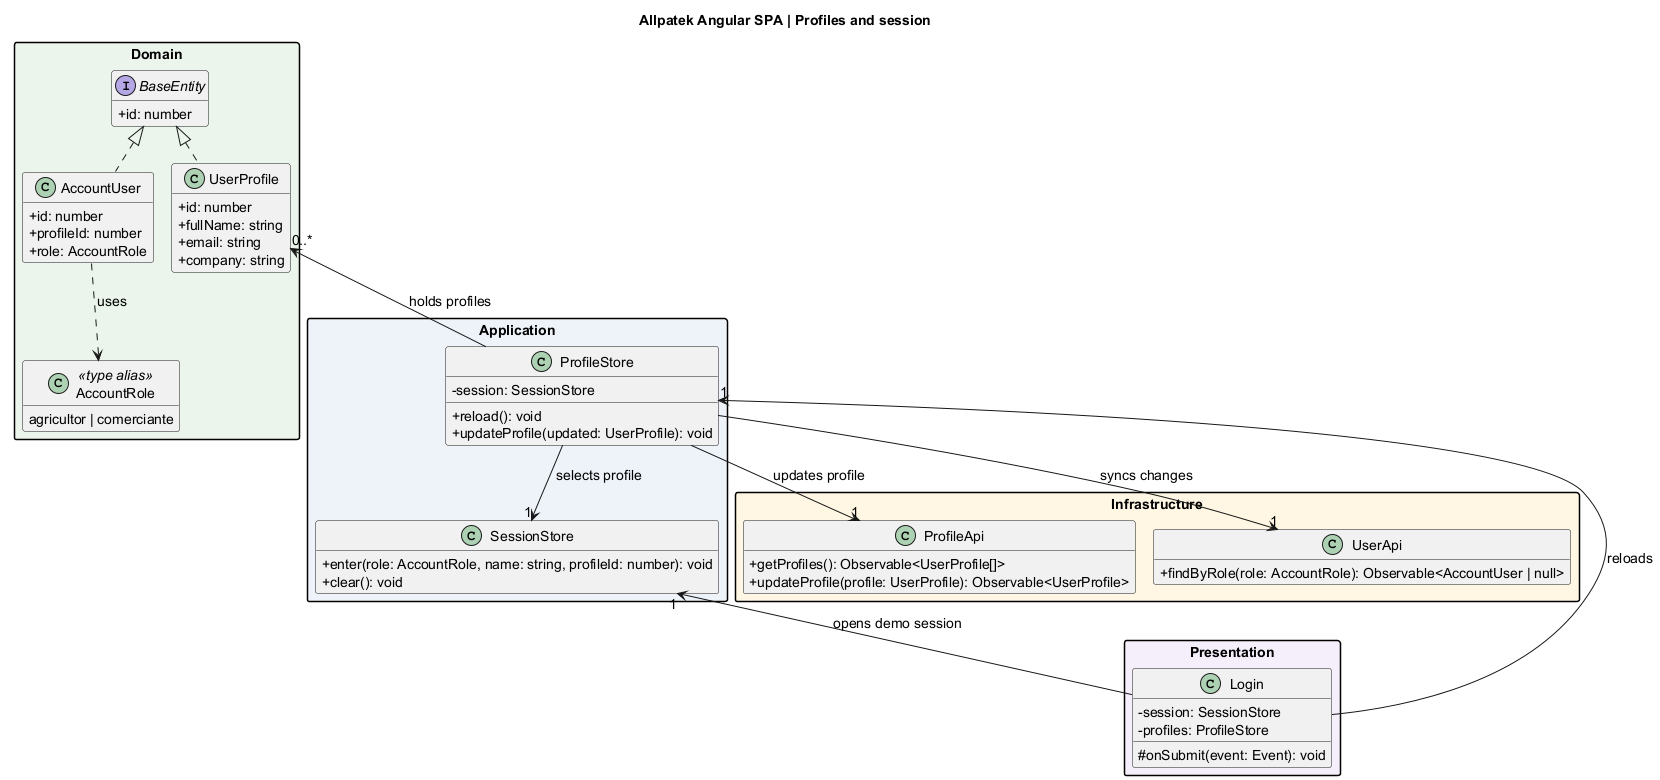 Allpatek Angular SPA | Profiles and session
Domain
I BaseEntity
+id: number
C AccountUser
+id: number
+profileId: number
+role: AccountRole
C UserProfile
+id: number
+fullName: string
+email: string
+company: string
0..*
uses
holds profiles
C «type alias»
AccountRole
agricultor | comerciante
Application
C ProfileStore
-session: SessionStore
+reload(): void
+updateProfile(updated: UserProfile): void
1
selects profile
updates profile
syncs changes
1
1
1
C SessionStore
+enter(role: AccountRole, name: string, profileId: number): void
+clear(): void
1
Infrastructure
C ProfileApi
+getProfiles(): Observable<UserProfile[]>
+updateProfile(profile: UserProfile): Observable<UserProfile>
C UserApi
+findByRole(role: AccountRole): Observable<AccountUser | null>
reloads
opens demo session
Presentation
C Login
-session: SessionStore
-profiles: ProfileStore
#onSubmit(event: Event): void